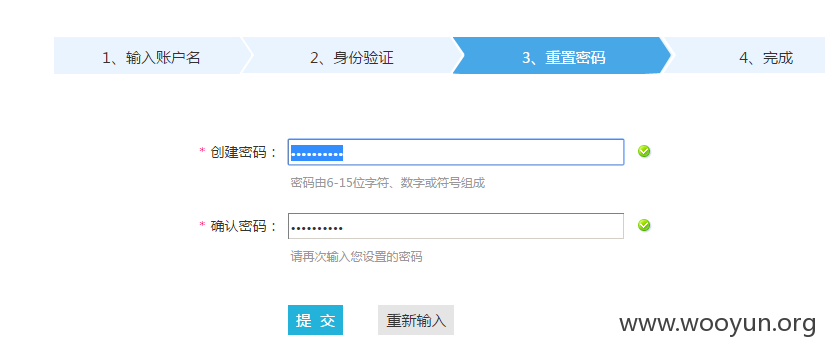 1、输入账户名 2、身份验证 3、重置密码 4、完成
* 创建密码： ••••••••••
密码由6-15位字符、数字或符号组成
* 确认密码： ••••••••••
请再次输入您设置的密码
提 交 重新输入
www.wooyun.org